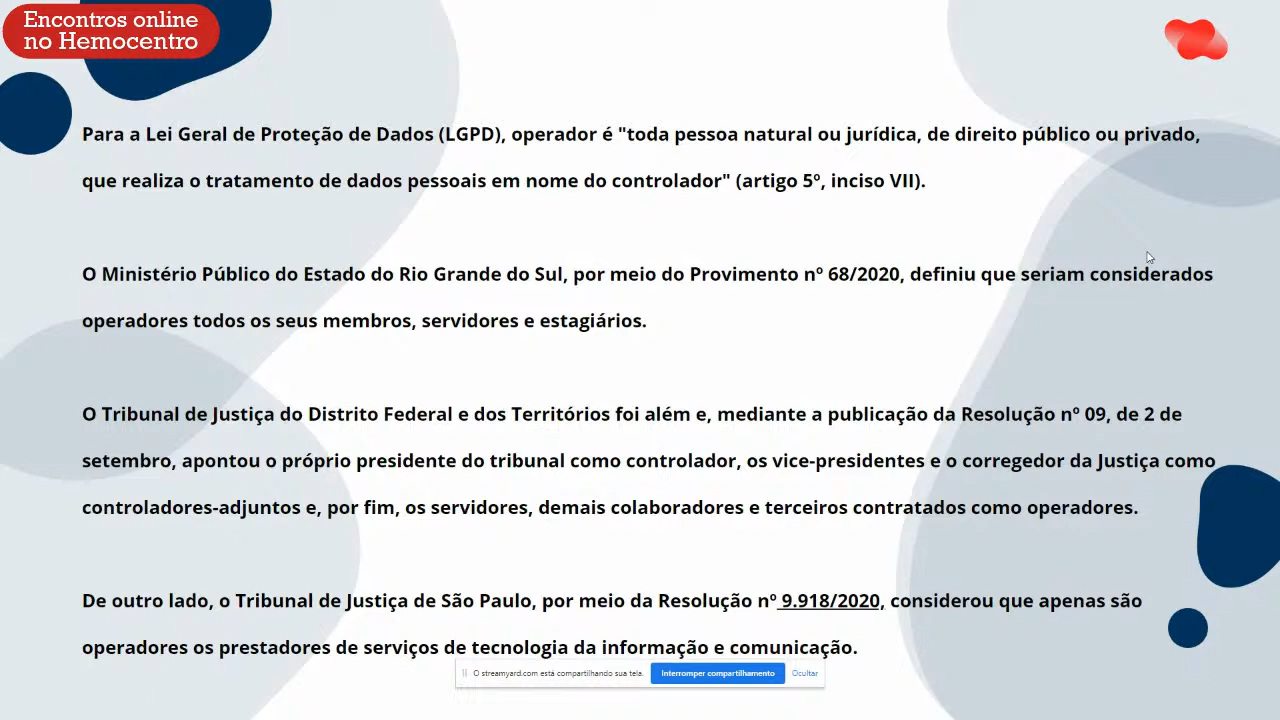 Encontros online
no Hemocentro
Para a Lei Geral de Proteção de Dados (LGPD), operador é "toda pessoa natural ou jurídica, de direito público ou privado,
que realiza o tratamento de dados pessoais em nome do controlador" (artigo 5º, inciso VII).
O Ministério Público do Estado do Rio Grande do Sul, por meio do Provimento nº 68/2020, definiu que seriam considerados
operadores todos os seus membros, servidores e estagiários.
O Tribunal de Justiça do Distrito Federal e dos Territórios foi além e, mediante a publicação da Resolução nº 09, de 2 de
setembro, apontou o próprio presidente do tribunal como controlador, os vice-presidentes e o corregedor da Justiça como
controladores-adjuntos e, por fim, os servidores, demais colaboradores e terceiros contratados como operadores.
De outro lado, o Tribunal de Justiça de São Paulo, por meio da Resolução nº 9.918/2020, considerou que apenas são
operadores os prestadores de serviços de tecnologia da informação e comunicação.
O streamyard.com está compartilhando sua tela. Interromper compartilhamento Ocultar